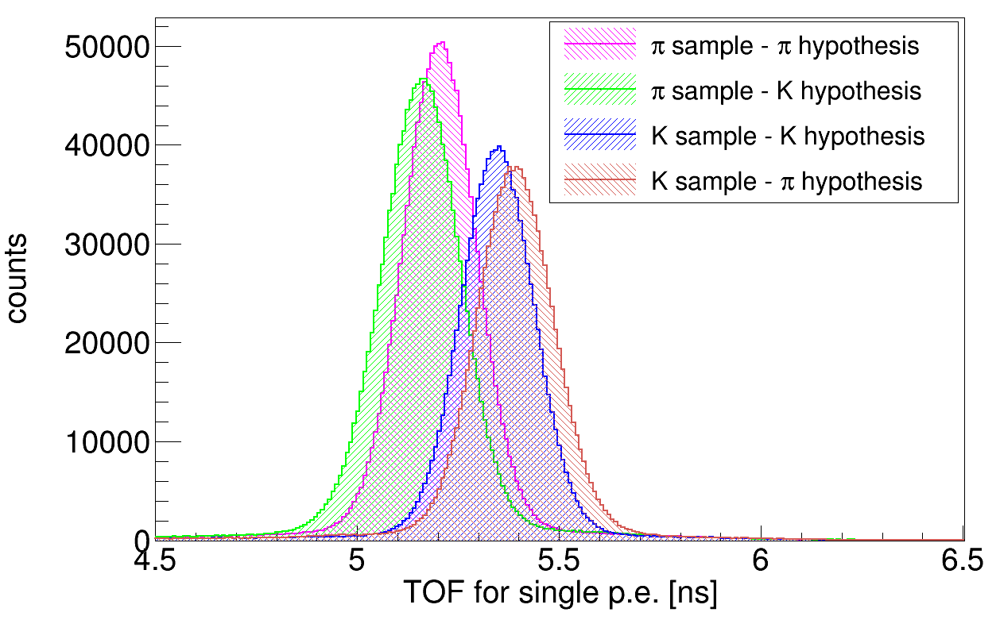 50000
40000
30000
20000
10000
0
counts
π sample - π hypothesis
π sample - K hypothesis
K sample - K hypothesis
K sample - π hypothesis
4.5 5 5.5 6 6.5
TOF for single p.e. [ns]